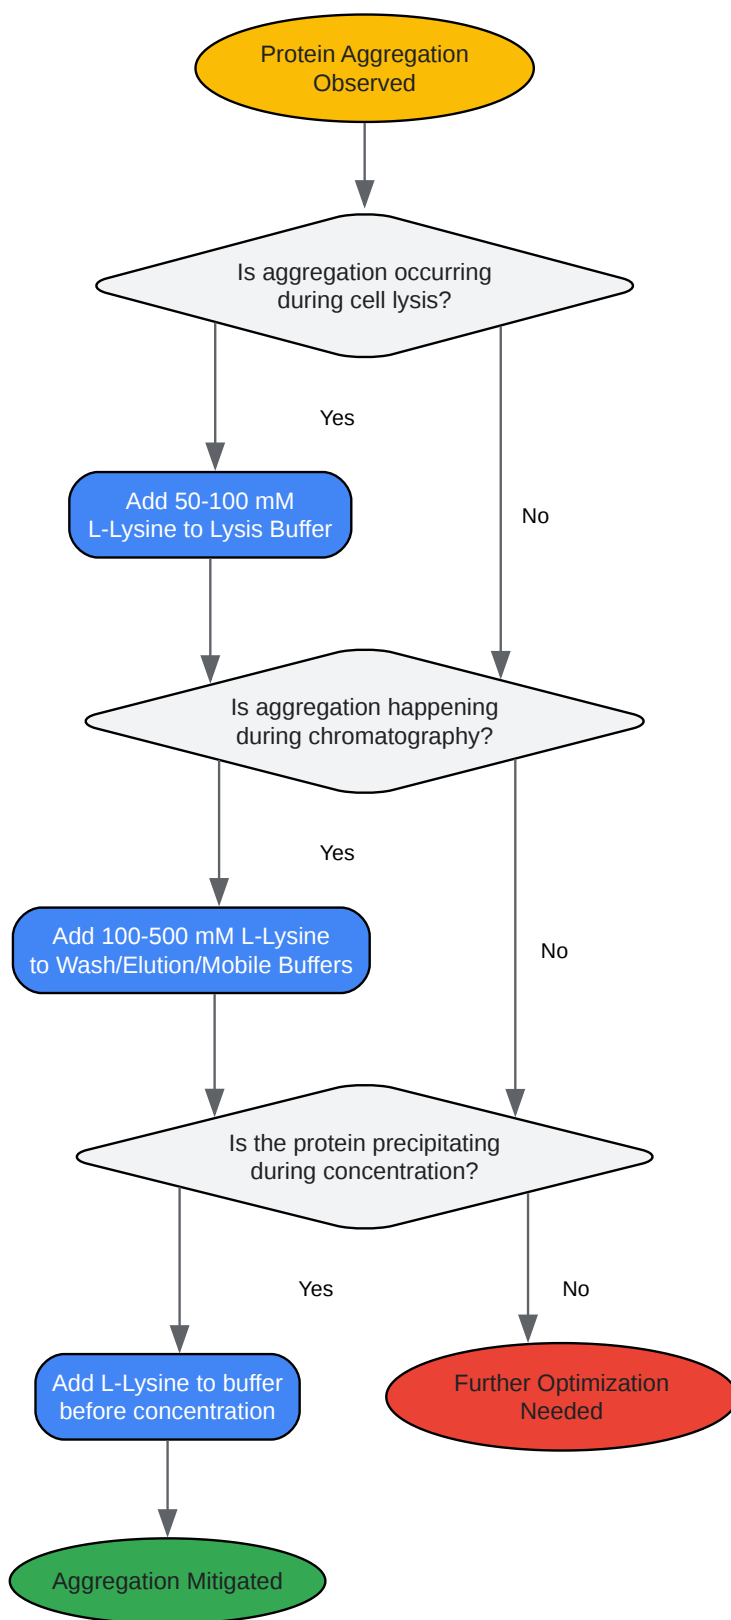 Protein Aggregation
Observed
Is aggregation occurring
during cell lysis?
Yes
Add 50-100 mM
L-Lysine to Lysis Buffer
No
Is aggregation happening
during chromatography?
Yes
Add 100-500 mM L-Lysine
to Wash/Elution/Mobile Buffers
No
Is the protein precipitating
during concentration?
Yes
No
Add L-Lysine to buffer
before concentration
Further Optimization
Needed
Aggregation Mitigated